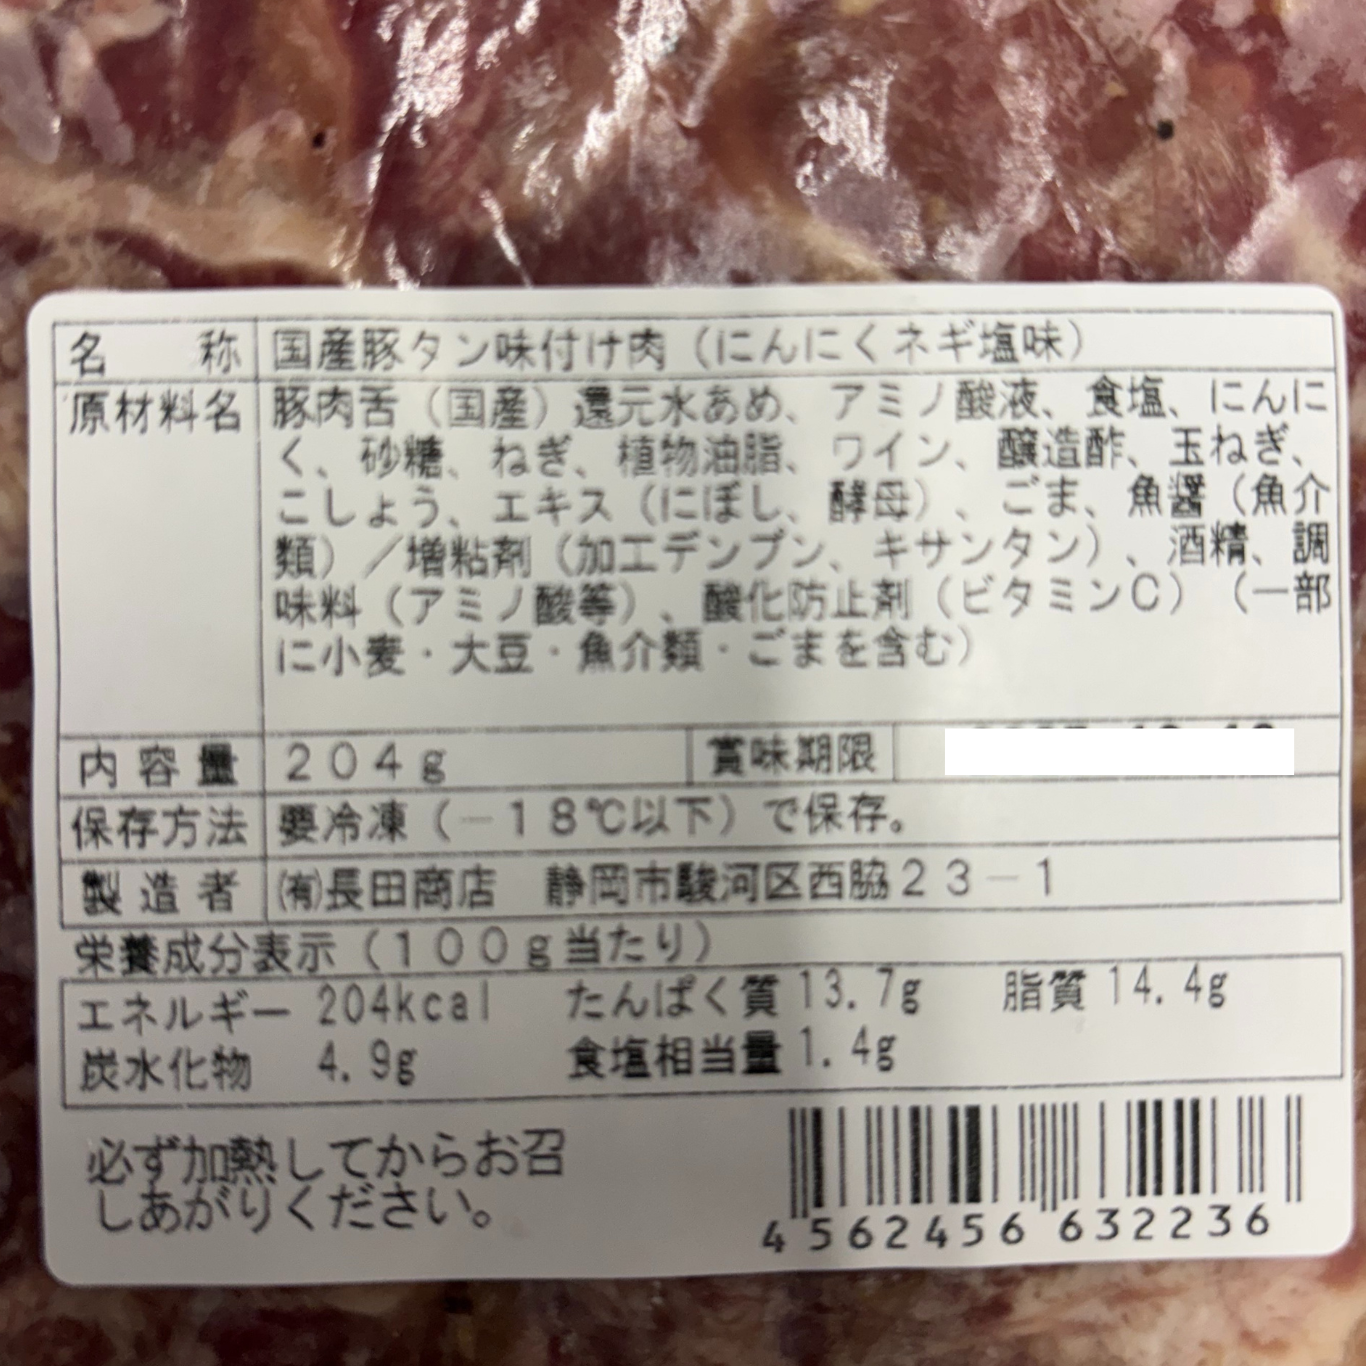 名 称 国産豚タン味付け肉（にんにくネギ塩味）
原材料名 豚肉舌（国産）還元水あめ、アミノ酸液、食塩、にんに
く、砂糖、ねぎ、植物油脂、ワイン、醸造酢、玉ねぎ、
こしょう、エキス（にぼし、酵母）、ごま、魚醤（魚介
類）／増粘剤（加工デンプン、キサンタン）、酒精、調
味料（アミノ酸等）、酸化防止剤（ビタミンC）（一部
に小麦・大豆・魚介類・ごまを含む）
内容量 204g 賞味期限
保存方法 要冷凍（－18℃以下）で保存。
製造者 ㈲長田商店 静岡市駿河区西脇23－1
栄養成分表示（100g当たり）
エネルギー 204kcal たんぱく質 13.7g 脂質 14.4g
炭水化物 4.9g 食塩相当量 1.4g
必ず加熱してからお召
しあがりください。
4562456632236